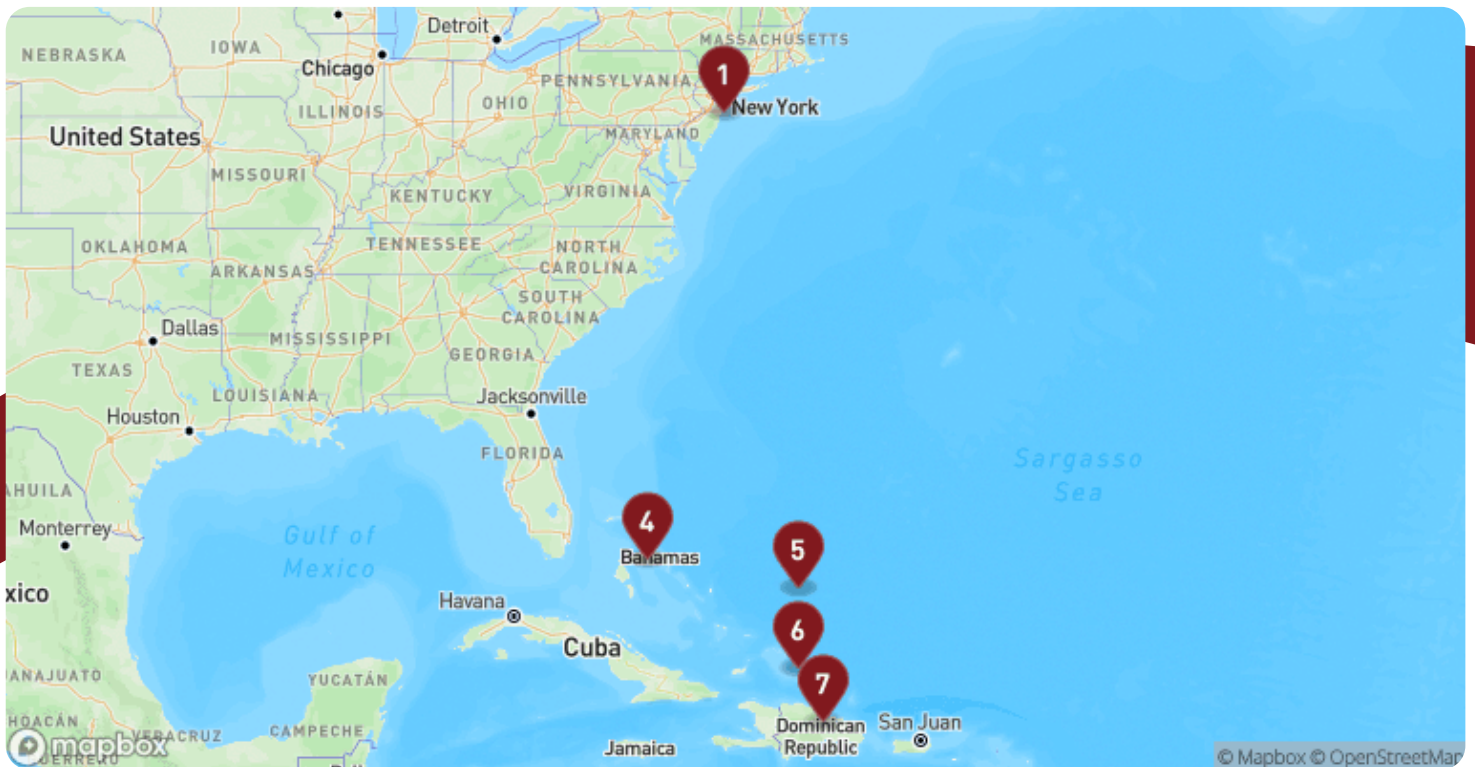 Detroit
MASSACHUSETTS
NEBRASKA
IOWA
Chicago
PENNSYLVANIA
1
ILLINOIS
OHIO
New York
United States
MARYLAND
MISSOURI
KENTUCKY
VIRGINIA
OKLAHOMA
TENNESSEE
NORTH
CAROLINA
ARKANSAS
SOUTH
CAROLINA
Dallas
MISSISSIPPI
GEORGIA
TEXAS
LOUISIANA
Jacksonville
Houston
FLORIDA
Sargasso
Sea
AHUILA
Monterrey
Gulf of
Mexico
4
Bahamas
5
xico
Havana
Cuba
6
ANAJUATO
YUCATÁN
7
HOACÁN
VERACRUZ
CAMPECHE
Dominican
Republic
San Juan
Jamaica
mapbox
GUERRERO
© Mapbox © OpenStreetMap